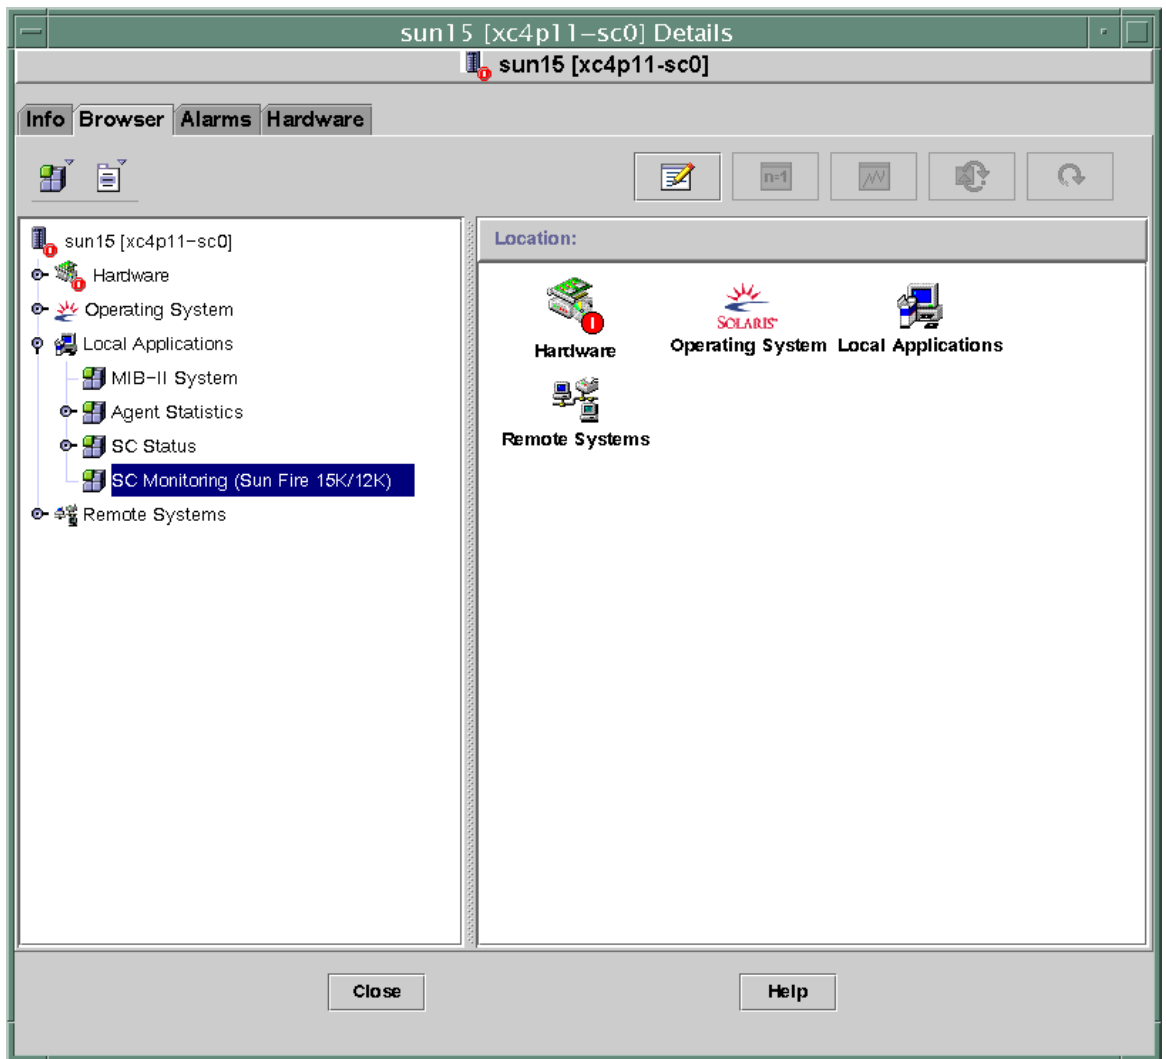 sun15 [xc4p11-sc0] Details
sun15 [xc4p11-sc0]
Info Browser Alarms Hardware
n=1
sun15 [xc4p11-sc0]
Hardware
Operating System
Local Applications
MIB-II System
Agent Statistics
SC Status
SC Monitoring (Sun Fire 15K/12K)
Remote Systems
Location:
SOLARIS
Hardware Operating System Local Applications
Remote Systems
Close Help